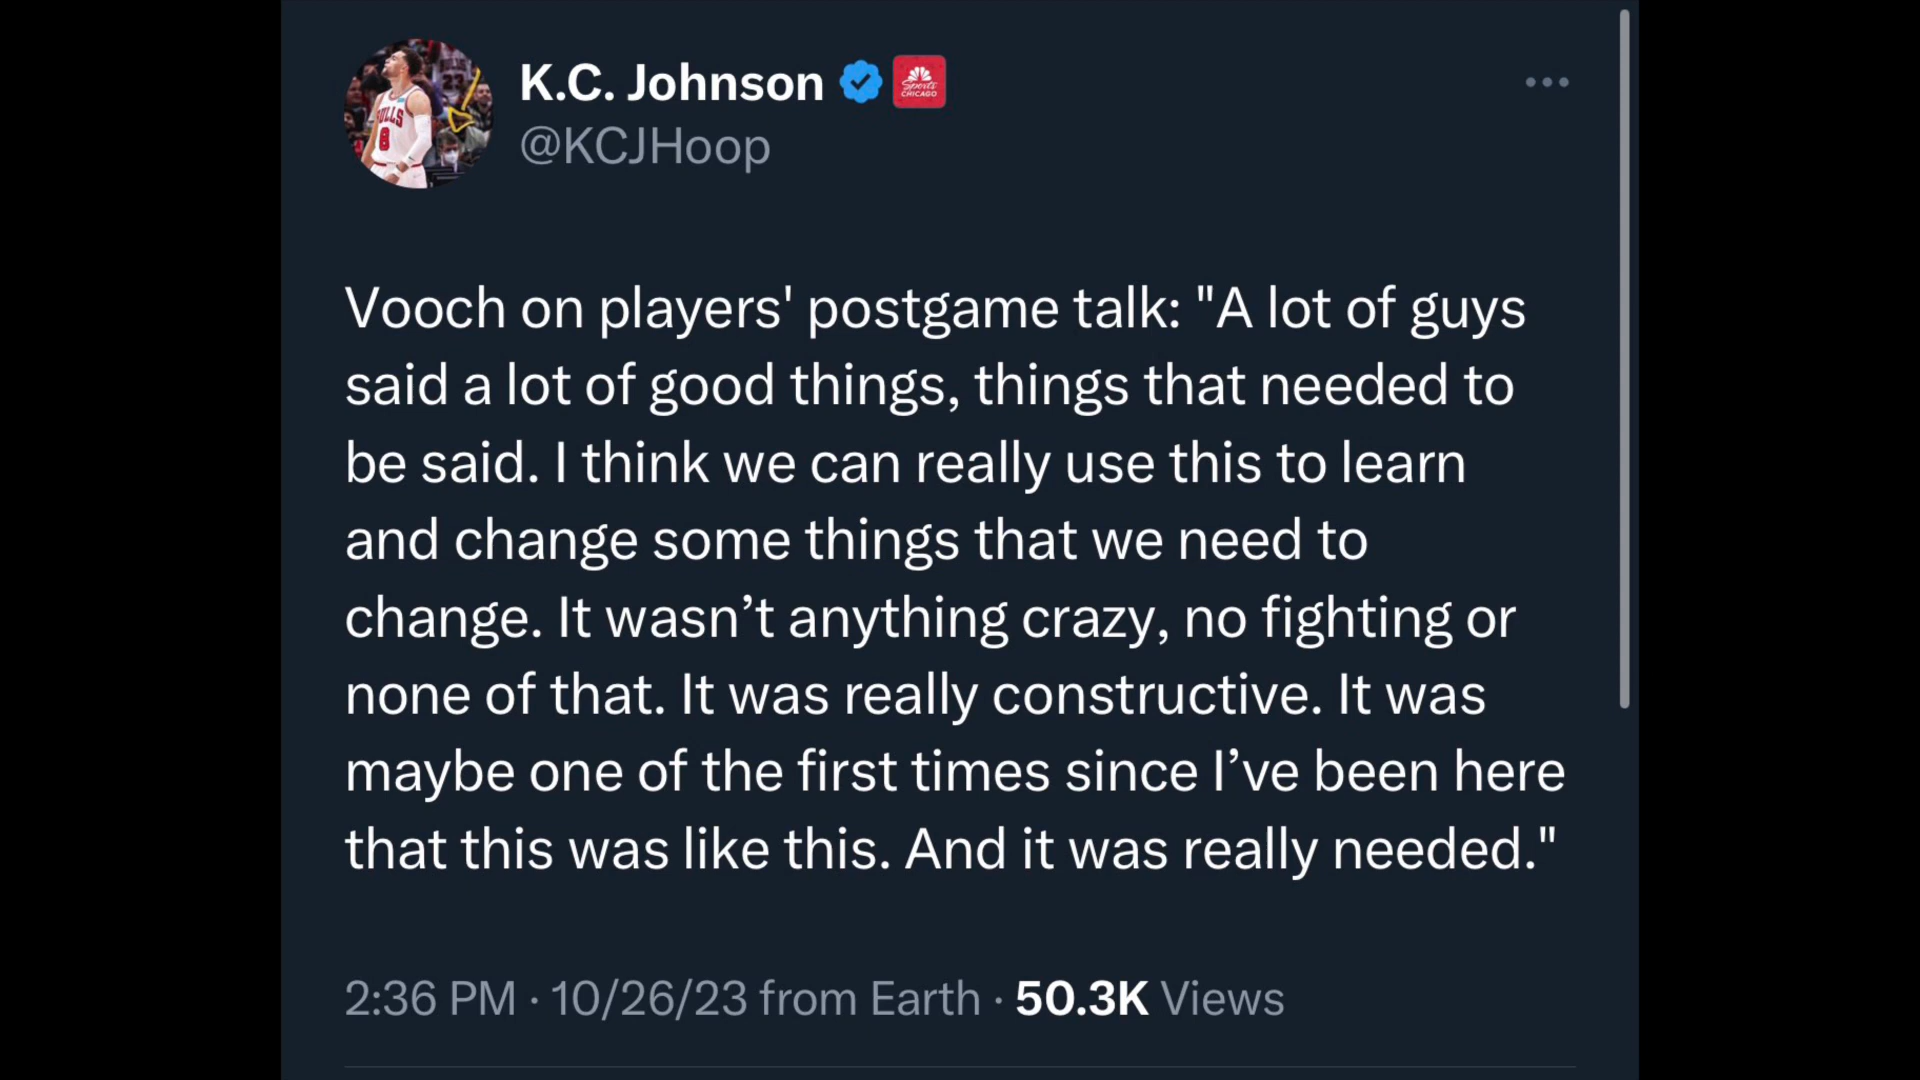 K.C. Johnson
Sports
CHICAGO
@KCJHoop
BULLS
8
Vooch on players' postgame talk: "A lot of guys
said a lot of good things, things that needed to
be said. I think we can really use this to learn
and change some things that we need to
change. It wasn’t anything crazy, no fighting or
none of that. It was really constructive. It was
maybe one of the first times since I’ve been here
that this was like this. And it was really needed."
2:36 PM · 10/26/23 from Earth · 50.3K Views